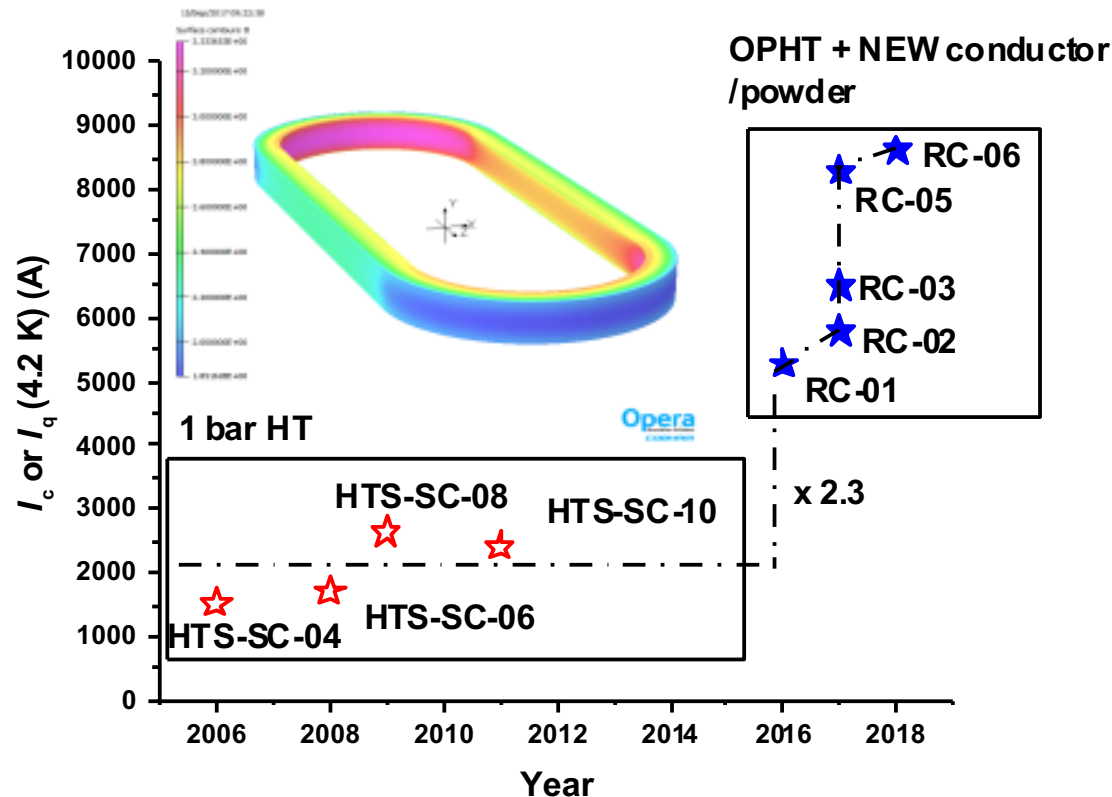 Surface contours: B
OPHT + NEW conductor
/powder
10000
9000
8000
7000
6000
5000
4000
3000
2000
1000
0
Ic or Iq (4.2 K) (A)
Y
X
Z
RC-06
RC-05
RC-03
RC-02
RC-01
1 bar HT
Opera
x 2.3
HTS-SC-08
HTS-SC-10
HTS-SC-06
HTS-SC-04
2006
2008
2010
2012
2014
2016
2018
Year